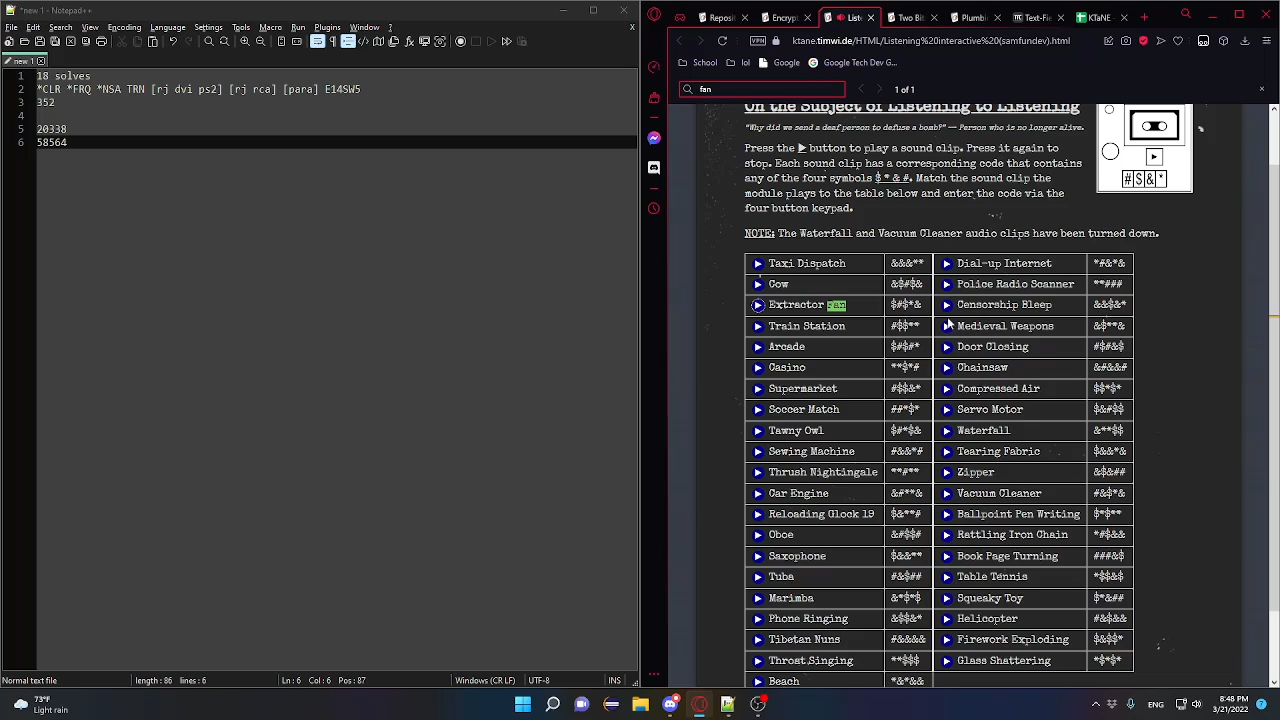 *new 1 - Notepad++
File Edit Search View Encoding Language Settings Tools Macro Run Plugins Window ?
new 1
1 18 solves
2 *CLR *FRQ *NSA TRN [rj dvi ps2] [rj rca] [para] EI4SW5
3 352
4
5 20338
6 58564
Normal text file length: 86 lines: 6 Ln: 6 Col: 6 Pos: 87 Windows (CR LF) UTF-8 INS
Reposit Encrypt Liste Two Bit Plumbi Text-Fie KTaNE
VPN ktane.timwi.de/HTML/Listening%20interactive%20(samfundev).html
School lol Google Google Tech Dev G...
fan 1 of 1
On the Subject of Listening to Listening
"Why did we send a deaf person to defuse a bomb?" — Person who is no longer alive.
Press the ▶ button to play a sound clip. Press it again to
stop. Each sound clip has a corresponding code that contains
any of the four symbols $ * & #. Match the sound clip the
module plays to the table below and enter the code via the
four button keypad.
# $ & *
NOTE: The Waterfall and Vacuum Cleaner audio clips have been turned down.
Taxi Dispatch &&&** Dial-up Internet *#&*&
Cow &$#$& Police Radio Scanner **###
Extractor Fan $#$*& Censorship Bleep &&$&*
Train Station #$$** Medieval Weapons &$**&
Arcade $#$#* Door Closing #$#&$
Casino **$*# Chainsaw &#&&#
Supermarket #$$&* Compressed Air $$*$*
Soccer Match ##*$* Servo Motor $&#$$
Tawny Owl $#*$& Waterfall &**$$
Sewing Machine #&&*# Tearing Fabric $&&*&
Thrush Nightingale **#** Zipper &$&##
Car Engine &#**& Vacuum Cleaner #&$*&
Reloading Glock 19 $&**# Ballpoint Pen Writing $*$**
Oboe &#$$# Rattling Iron Chain *#$&&
Saxophone $&&** Book Page Turning ###&$
Tuba #&$## Table Tennis *$$&$
Marimba &*$*$ Squeaky Toy $*&##
Phone Ringing &$$&* Helicopter #&$&&
Tibetan Nuns #&&&& Firework Exploding $&$$*
Throat Singing **$$$ Glass Shattering *$*$*
Beach *&*&&
73°F
Light rain
ENG 8:48 PM
3/21/2022